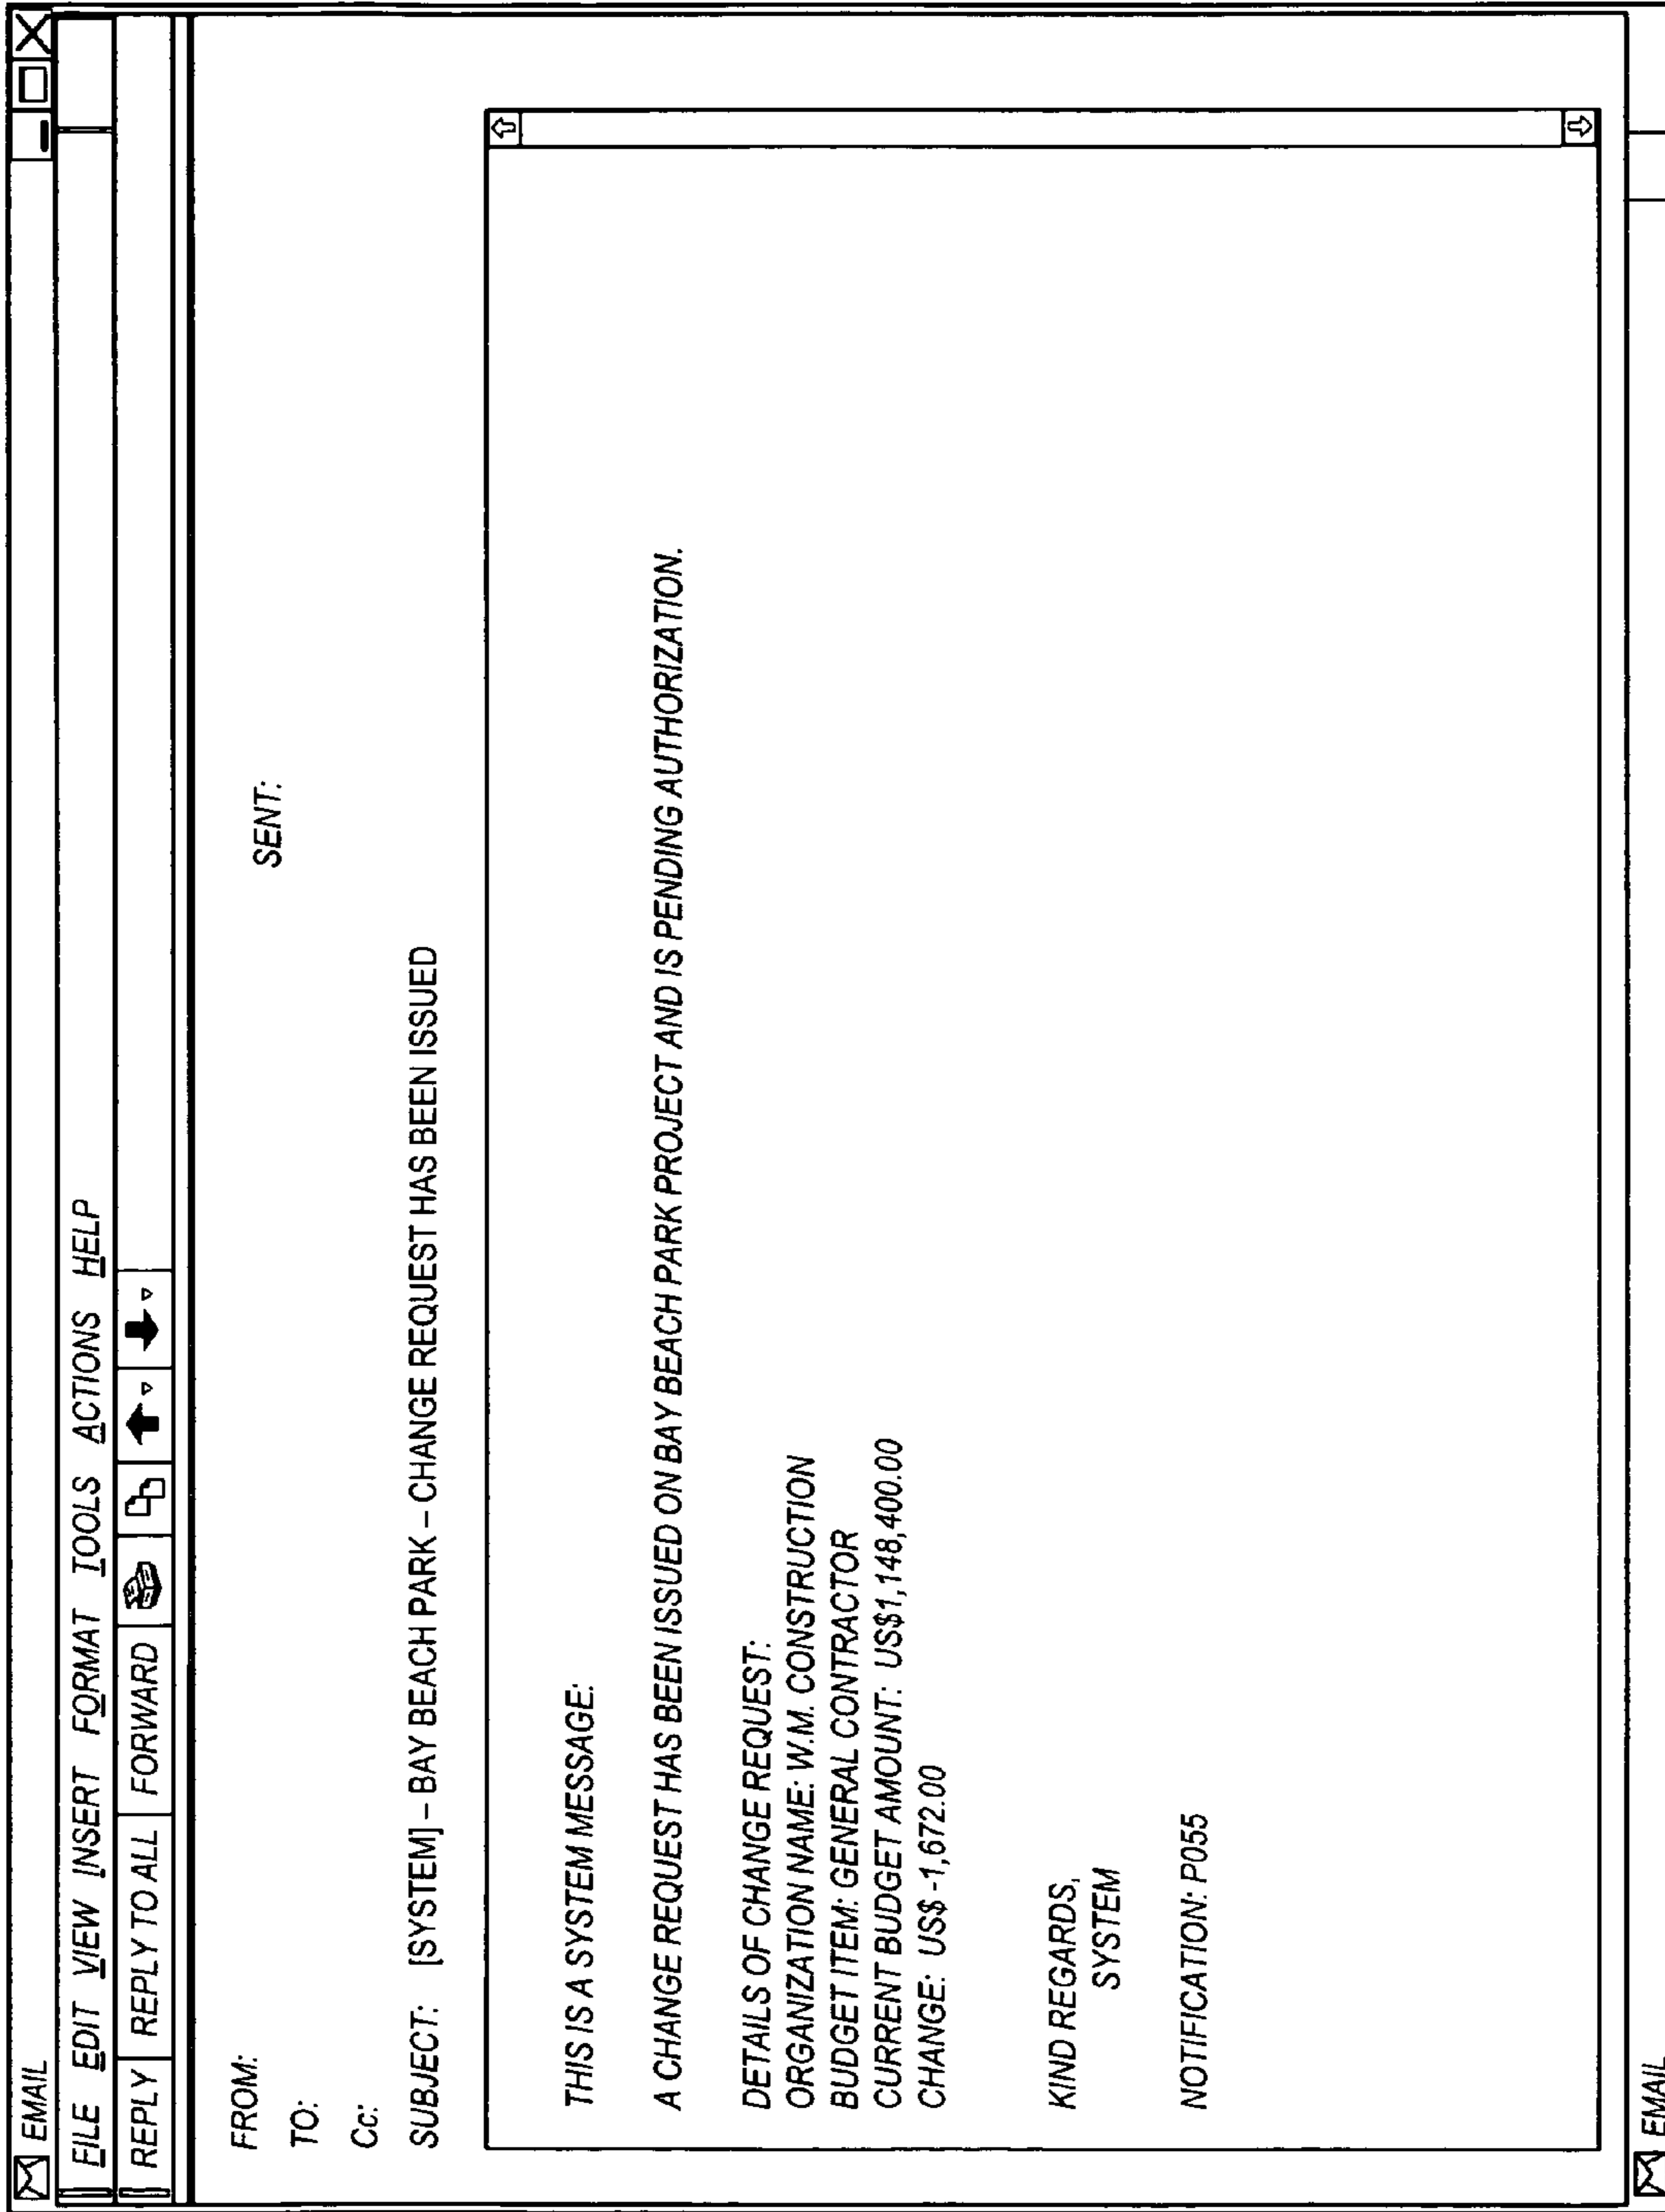 EMAIL
FILE EDIT VIEW INSERT FORMAT TOOLS ACTIONS HELP
REPLY REPLY TO ALL FORWARD
FROM:
SENT:
TO:
Cc:
SUBJECT: [SYSTEM] – BAY BEACH PARK – CHANGE REQUEST HAS BEEN ISSUED
THIS IS A SYSTEM MESSAGE:
A CHANGE REQUEST HAS BEEN ISSUED ON BAY BEACH PARK PROJECT AND IS PENDING AUTHORIZATION.
DETAILS OF CHANGE REQUEST:
ORGANIZATION NAME: W.M. CONSTRUCTION
BUDGET ITEM: GENERAL CONTRACTOR
CURRENT BUDGET AMOUNT: US$1,148,400.00
CHANGE: US$ -1,672.00
KIND REGARDS,
SYSTEM
NOTIFICATION: P055
EMAIL